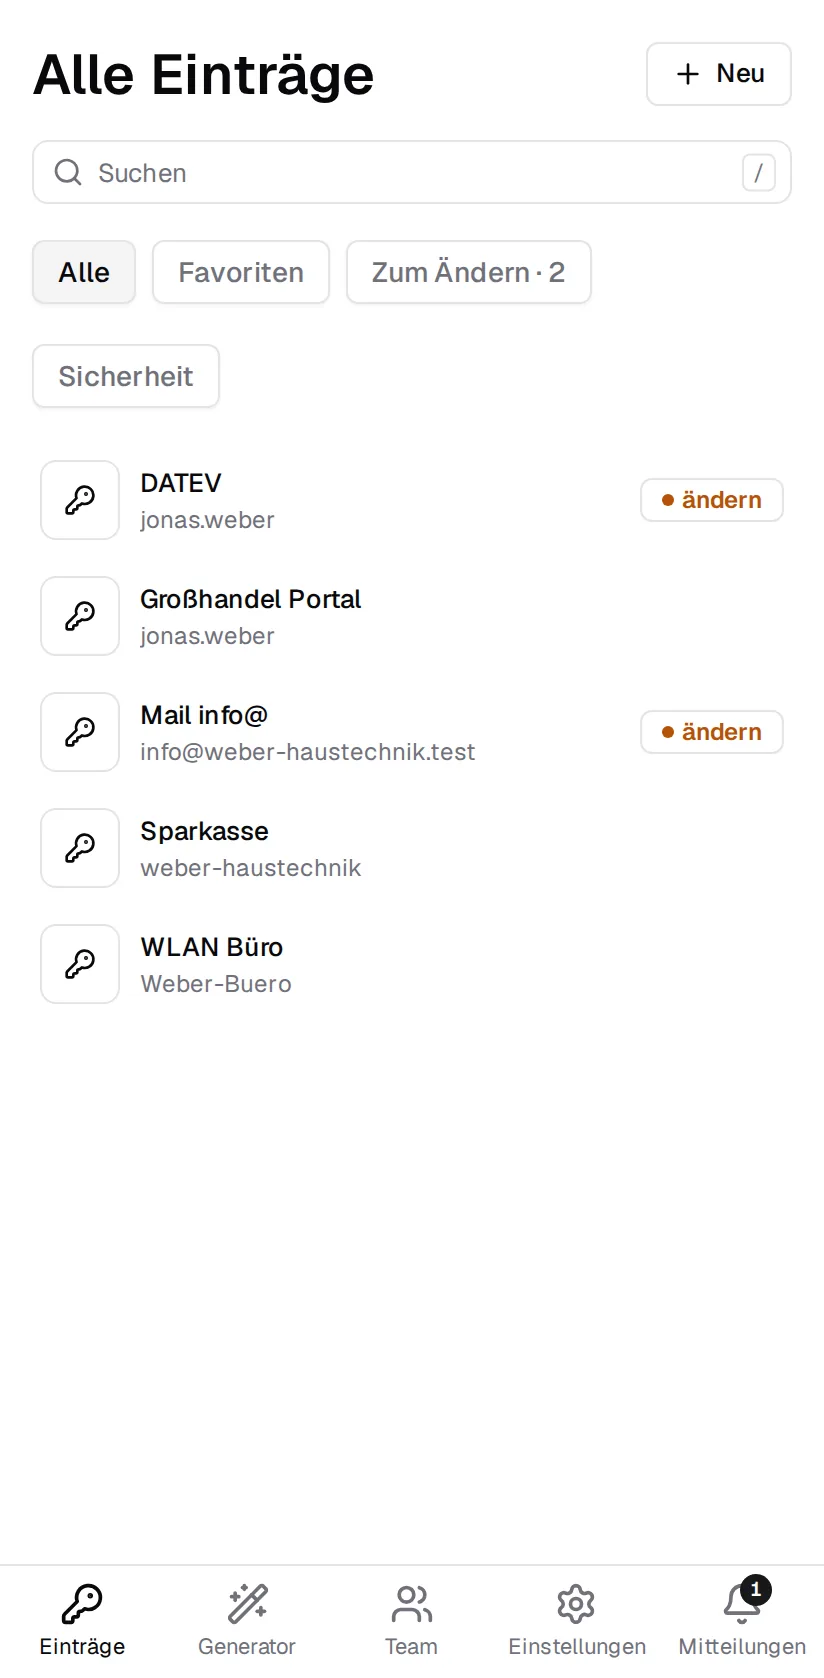 Alle Einträge
Neu
Suchen
/
Alle
Favoriten
Zum Ändern · 2
Sicherheit
DATEV
jonas.weber
ändern
Großhandel Portal
jonas.weber
Mail info@
info@weber-haustechnik.test
ändern
Sparkasse
weber-haustechnik
WLAN Büro
Weber-Buero
1
Einträge
Generator
Team
Einstellungen
Mitteilungen